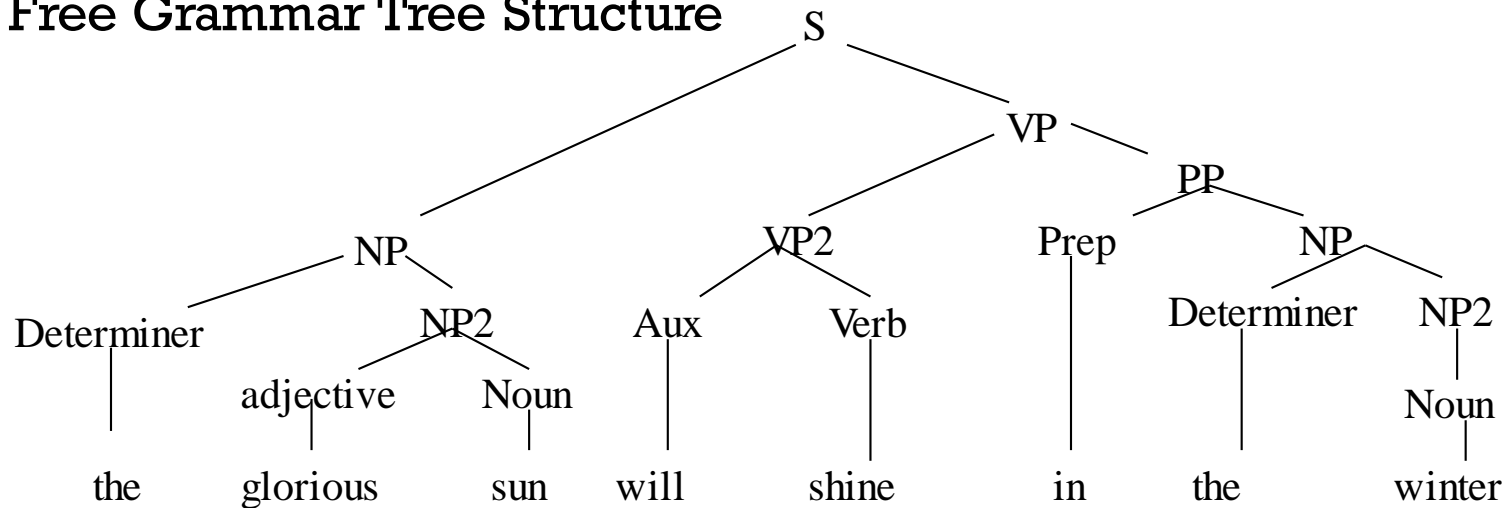 Free Grammar Tree Structure
S
VP
PP
NP VP2 Prep NP
Determiner NP2 Aux Verb Determiner NP2
adjective Noun Noun
the glorious sun will shine in the winter